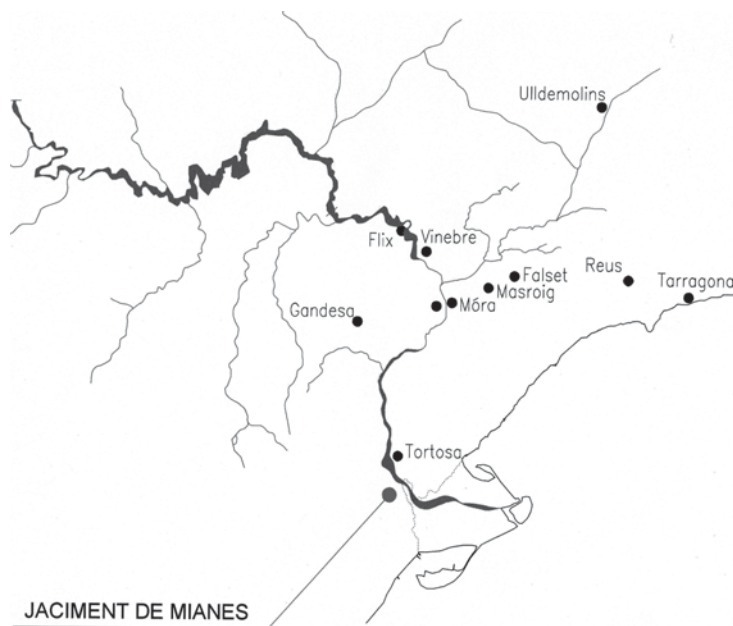 Ulldemolins
Flix
Vinebre
Falset
Reus
Masroig
Tarragona
Móra
Gandesa
Tortosa
JACIMENT DE MIANES